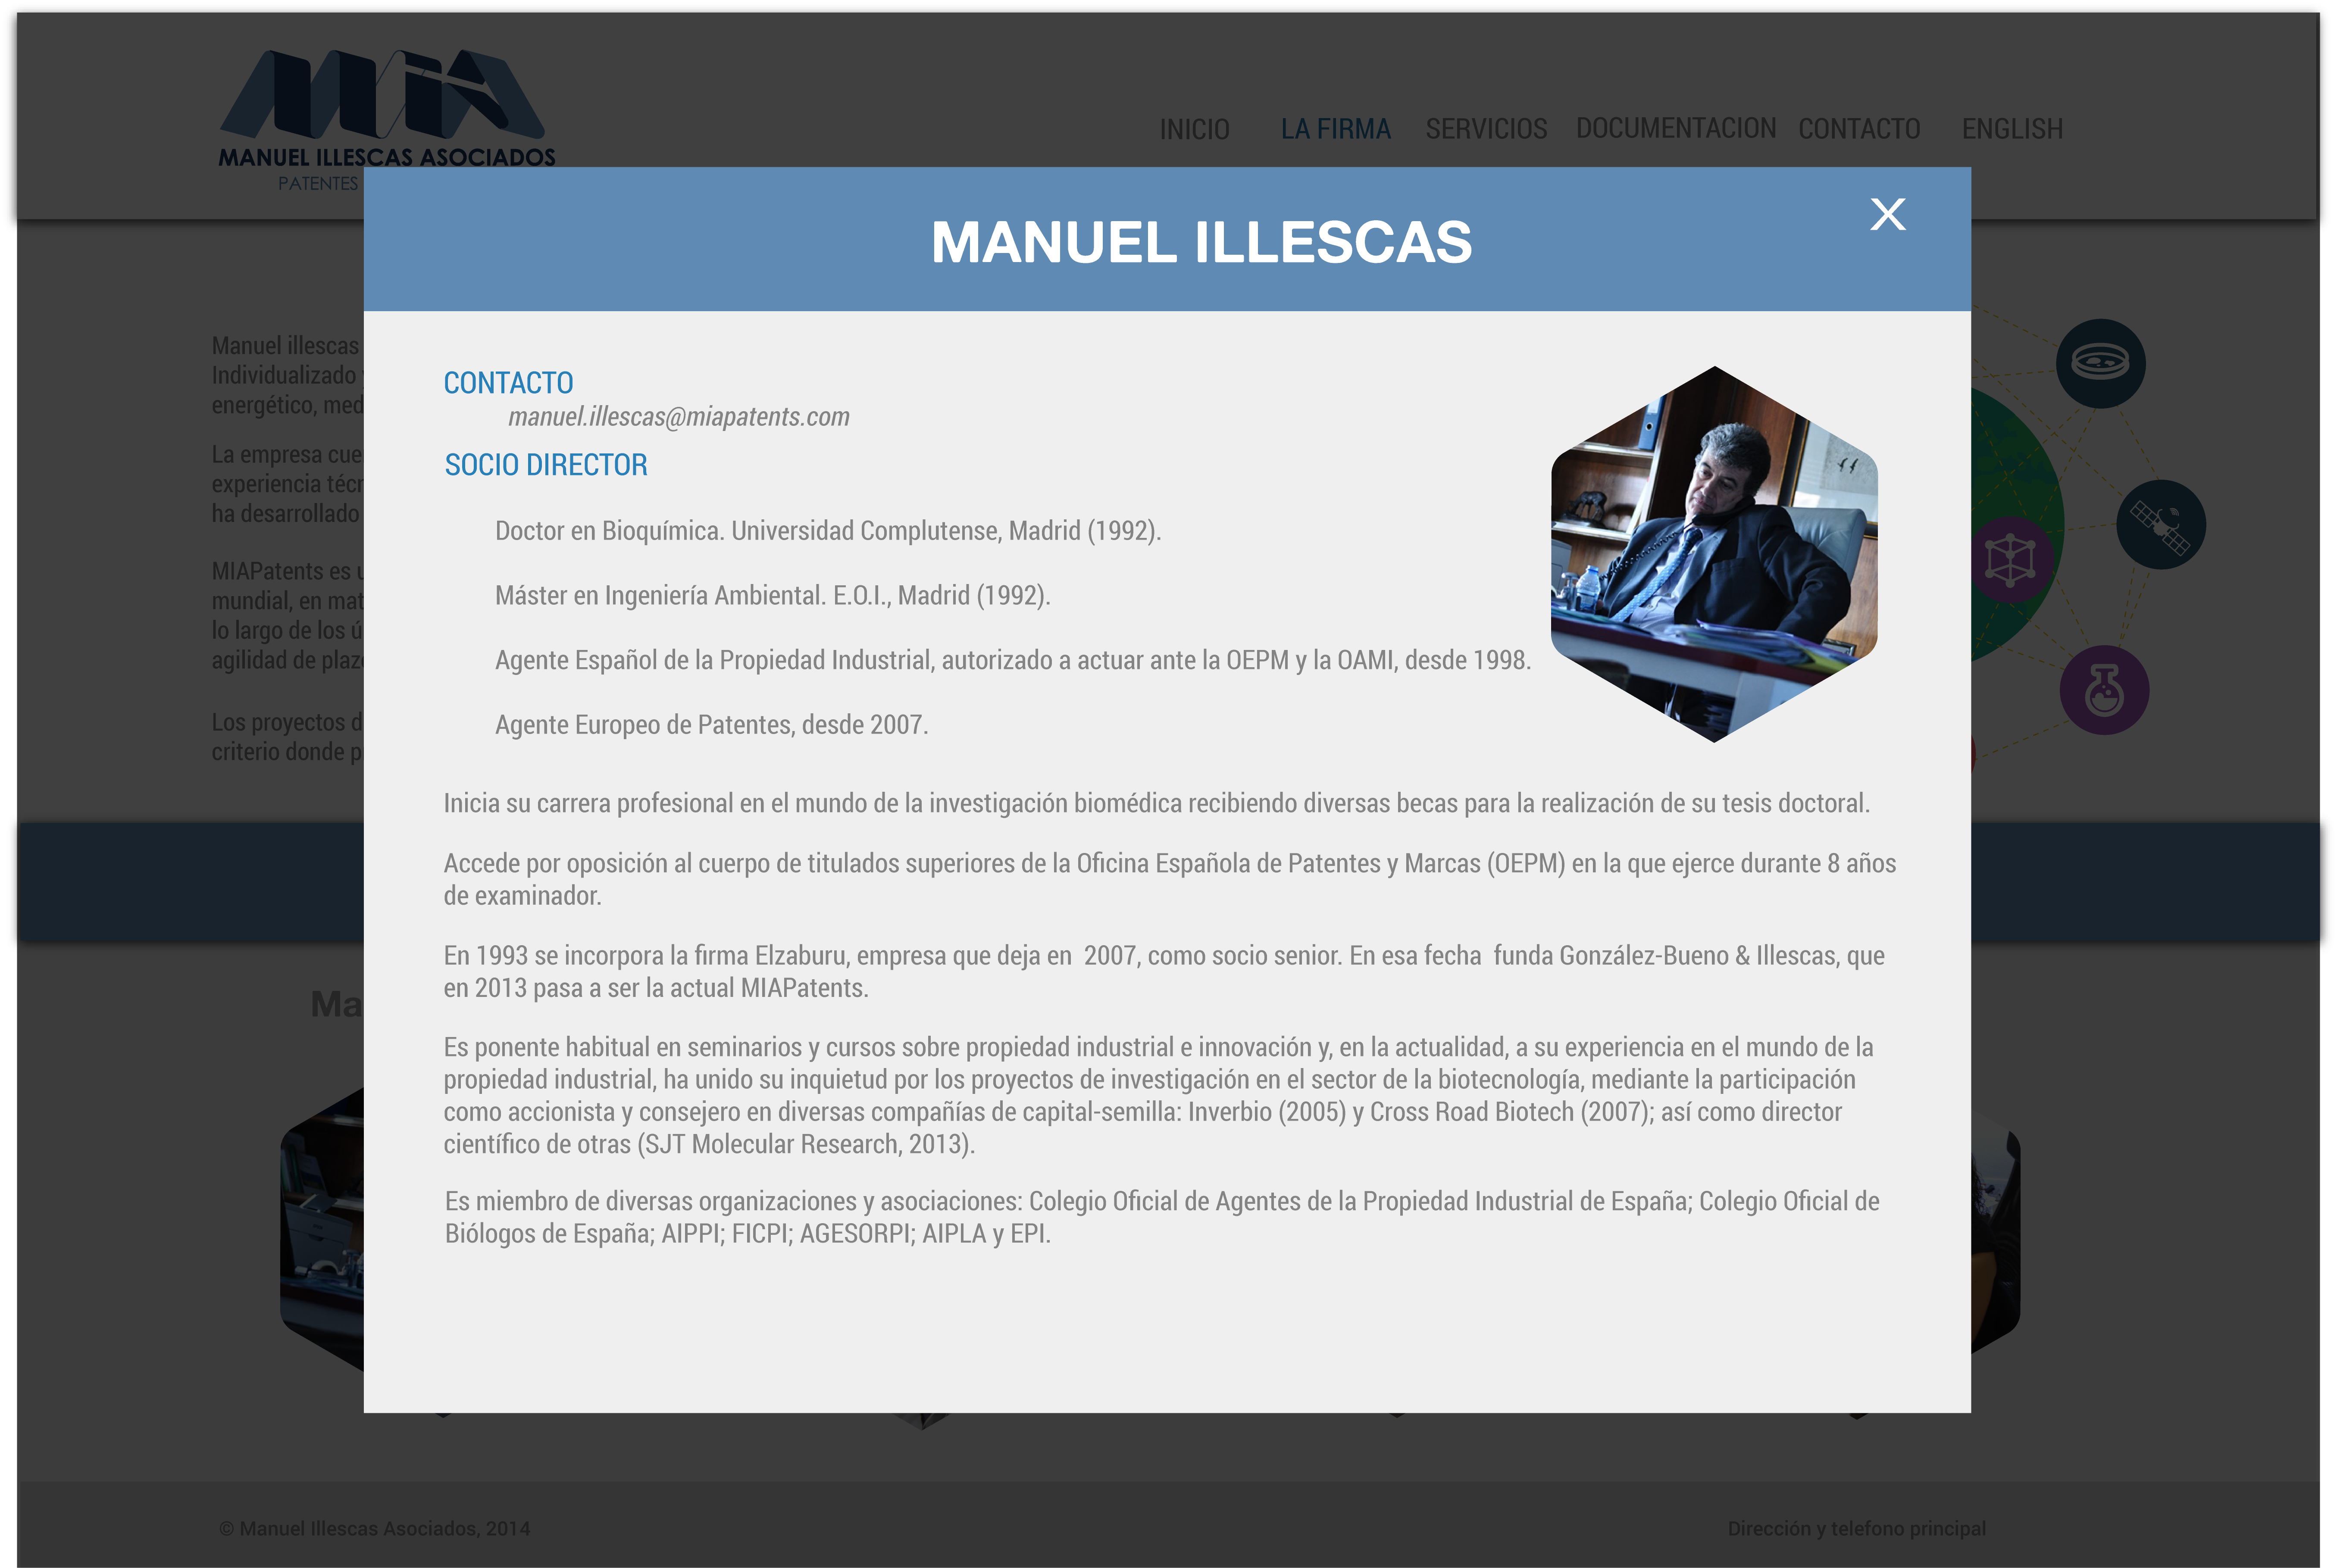 MiA
MANUEL ILLESCAS ASOCIADOS
PATENTES
INICIO LA FIRMA SERVICIOS DOCUMENTACION CONTACTO ENGLISH
MANUEL ILLESCAS
X
Manuel illescas
Individualizado
energético, med
La empresa cue
experiencia técn
ha desarrollado
MIAPatents es u
mundial, en mat
lo largo de los ú
agilidad de plazo
Los proyectos d
criterio donde p
Ma
CONTACTO
manuel.illescas@miapatents.com
SOCIO DIRECTOR
Doctor en Bioquímica. Universidad Complutense, Madrid (1992).
Máster en Ingeniería Ambiental. E.O.I., Madrid (1992).
Agente Español de la Propiedad Industrial, autorizado a actuar ante la OEPM y la OAMI, desde 1998.
Agente Europeo de Patentes, desde 2007.
Inicia su carrera profesional en el mundo de la investigación biomédica recibiendo diversas becas para la realización de su tesis doctoral.
Accede por oposición al cuerpo de titulados superiores de la Oficina Española de Patentes y Marcas (OEPM) en la que ejerce durante 8 años
de examinador.
En 1993 se incorpora la firma Elzaburu, empresa que deja en 2007, como socio senior. En esa fecha funda González-Bueno & Illescas, que
en 2013 pasa a ser la actual MIAPatents.
Es ponente habitual en seminarios y cursos sobre propiedad industrial e innovación y, en la actualidad, a su experiencia en el mundo de la
propiedad industrial, ha unido su inquietud por los proyectos de investigación en el sector de la biotecnología, mediante la participación
como accionista y consejero en diversas compañías de capital-semilla: Inverbio (2005) y Cross Road Biotech (2007); así como director
científico de otras (SJT Molecular Research, 2013).
Es miembro de diversas organizaciones y asociaciones: Colegio Oficial de Agentes de la Propiedad Industrial de España; Colegio Oficial de
Biólogos de España; AIPPI; FICPI; AGESORPI; AIPLA y EPI.
© Manuel Illescas Asociados, 2014
Dirección y telefono principal